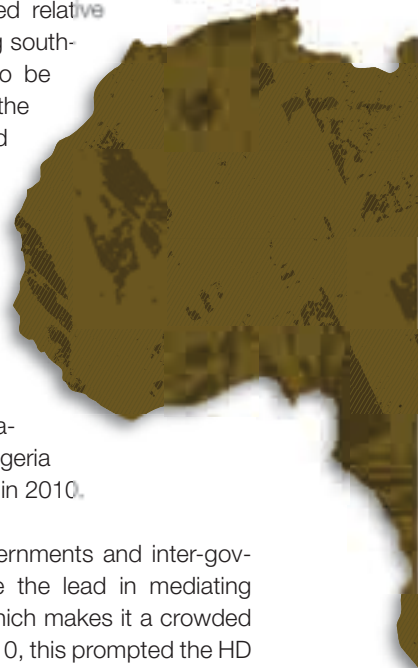 ed relative
g south-
o be
the
d
a-
geria
in 2010.
ernments and inter-gov-
e the lead in mediating
hich makes it a crowded
10, this prompted the HD